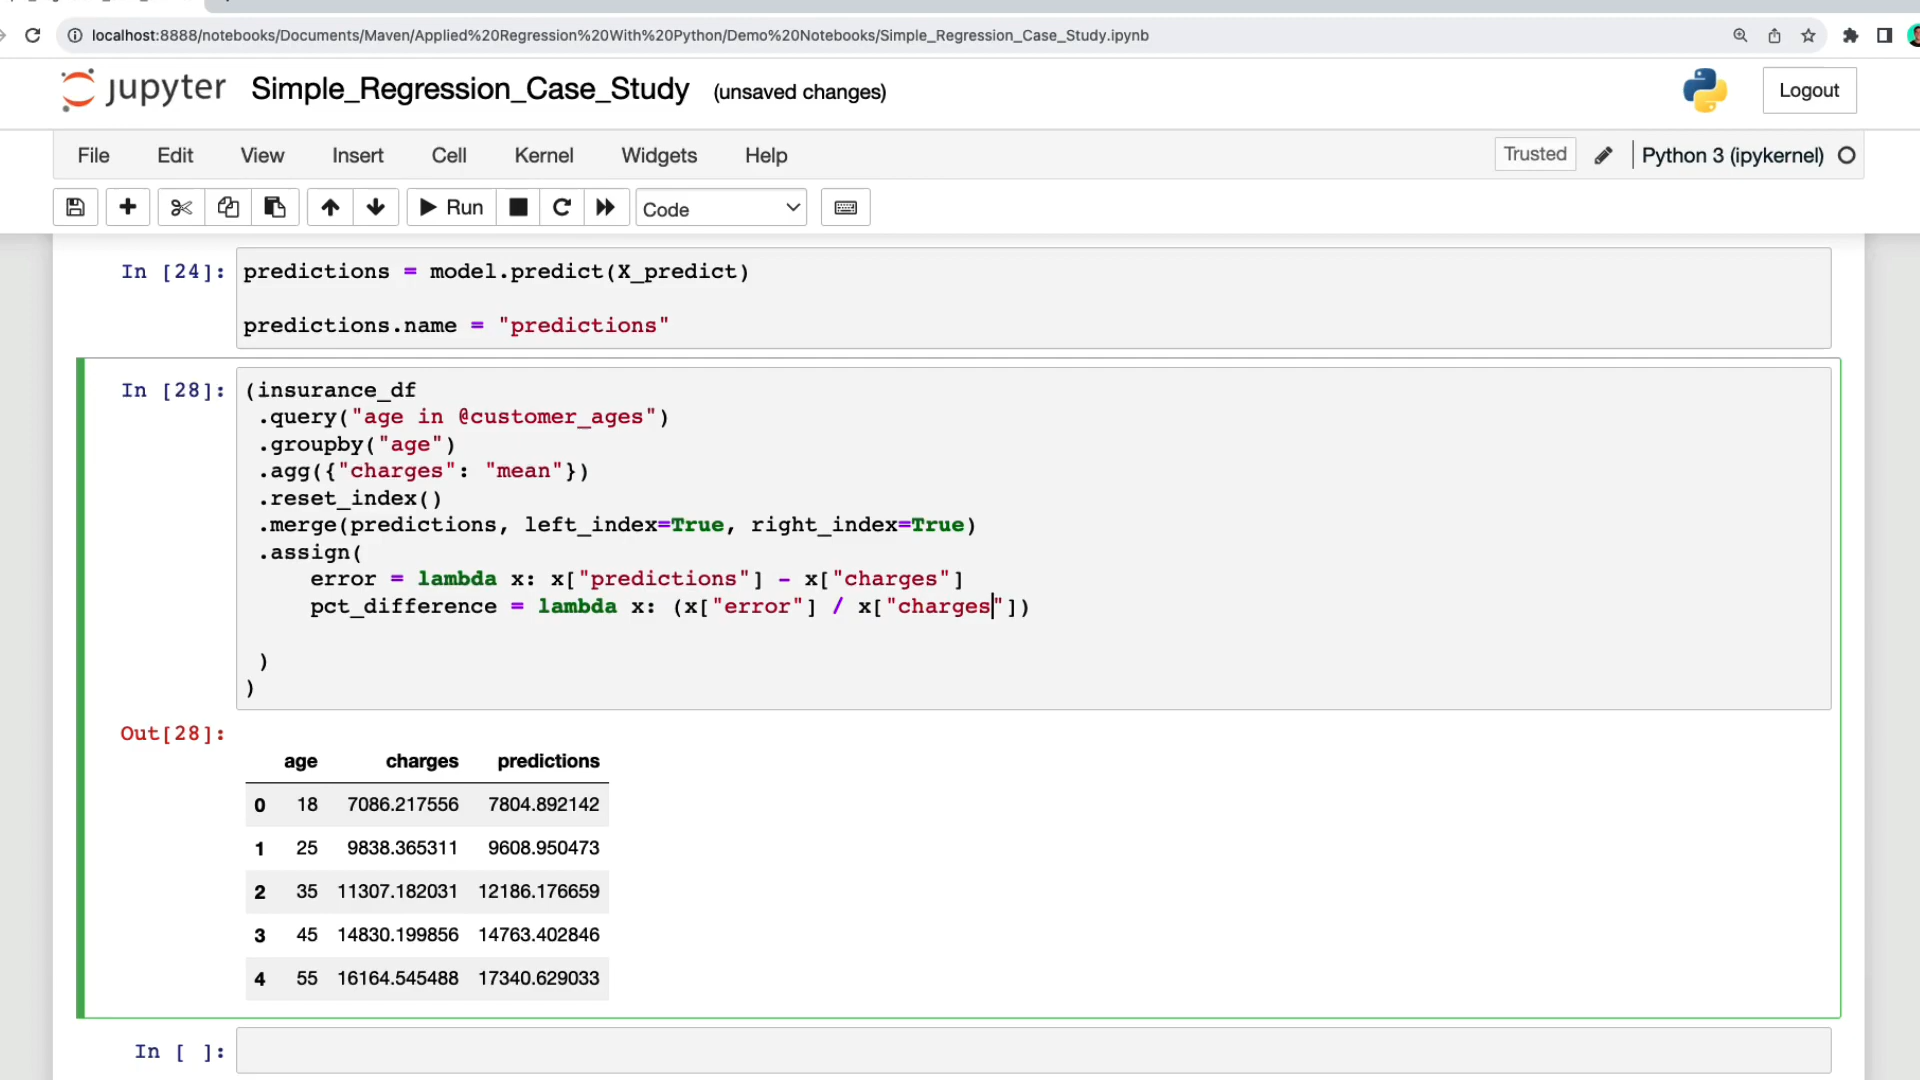 localhost:8888/notebooks/Documents/Maven/Applied%20Regression%20With%20Python/Demo%20Notebooks/Simple_Regression_Case_Study.ipynb
jupyter Simple_Regression_Case_Study (unsaved changes) Logout
File Edit View Insert Cell Kernel Widgets Help Trusted Python 3 (ipykernel)
Run Code
In [24]: predictions = model.predict(X_predict)
predictions.name = "predictions"
In [28]: (insurance_df
.query("age in @customer_ages")
.groupby("age")
.agg({"charges": "mean"})
.reset_index()
.merge(predictions, left_index=True, right_index=True)
.assign(
error = lambda x: x["predictions"] - x["charges"]
pct_difference = lambda x: (x["error"] / x["charges"])
)
)
Out[28]:
age charges predictions
0 18 7086.217556 7804.892142
1 25 9838.365311 9608.950473
2 35 11307.182031 12186.176659
3 45 14830.199856 14763.402846
4 55 16164.545488 17340.629033
In [ ]: